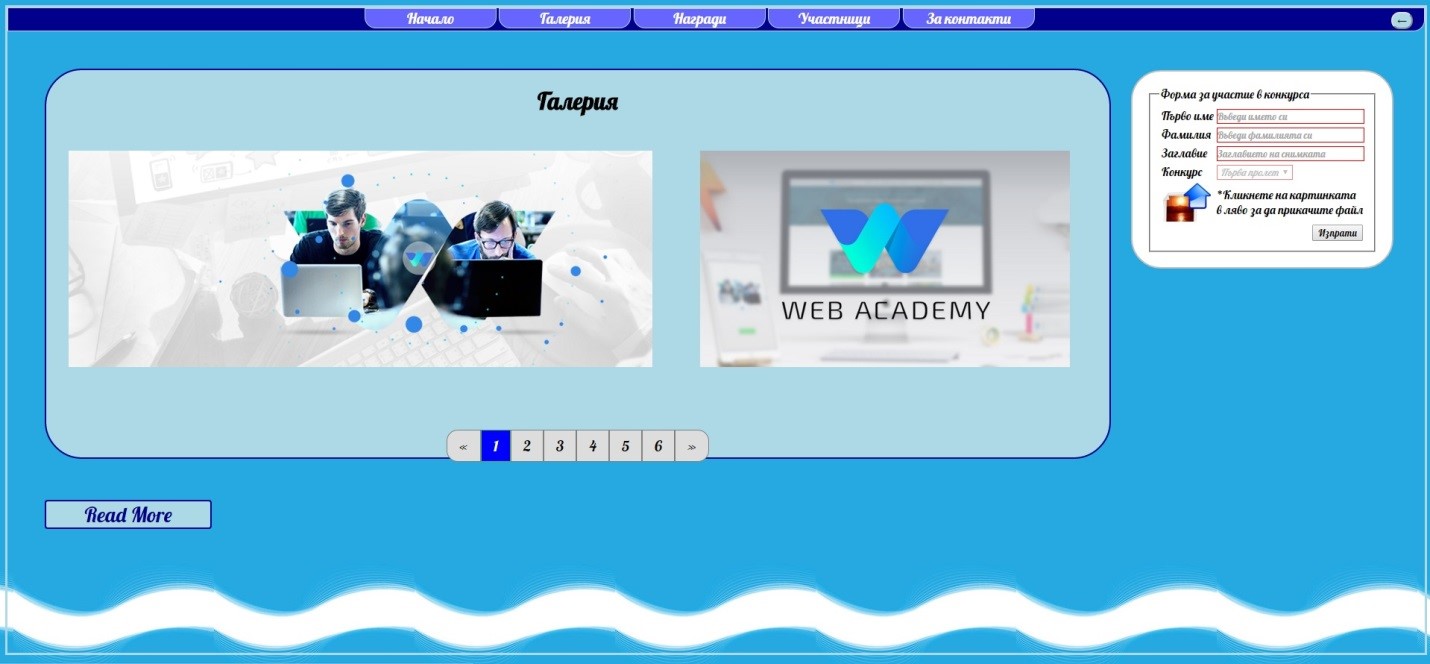 Начало Галерия Награди Участници За контакти ←
Галерия
WEB ACADEMY
« 1 2 3 4 5 6 »
Read More
Форма за участие в конкурса
Първо име Въведи името си
Фамилия Въведи фамилията си
Заглавие Заглавието на снимката
Конкурс Първа пролет ▼
*Кликнете на картинката
в ляво за да прикачите файл
Изпрати